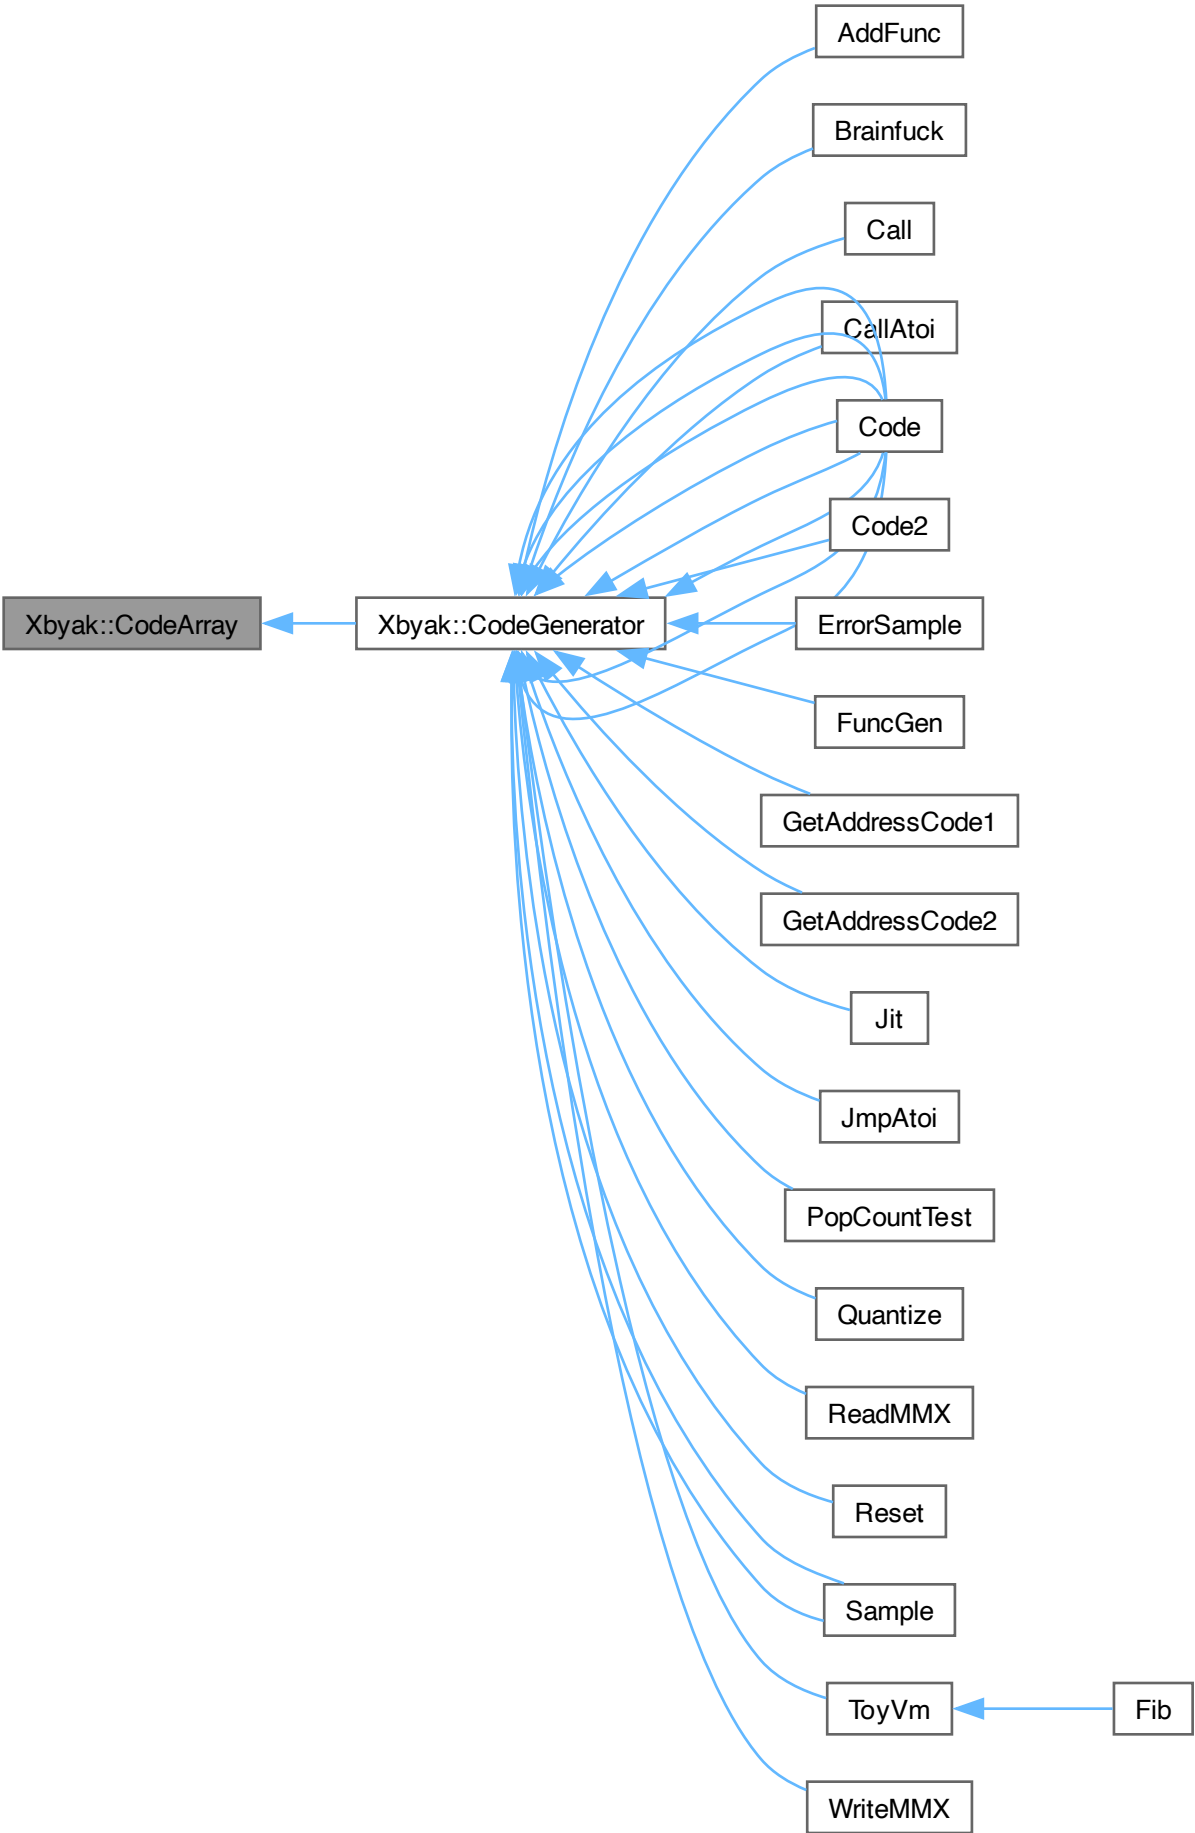 AddFunc
Brainfuck
Call
CallAtoi
Code
Code2
Xbyak::CodeArray
Xbyak::CodeGenerator
ErrorSample
FuncGen
GetAddressCode1
GetAddressCode2
Jit
JmpAtoi
PopCountTest
Quantize
ReadMMX
Reset
Sample
ToyVm
Fib
WriteMMX